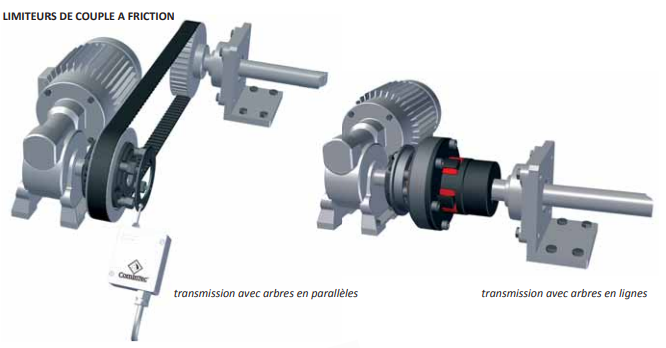 LIMITEURS DE COUPLE A FRICTION
ComInTec
transmission avec arbres en parallèles
transmission avec arbres en lignes